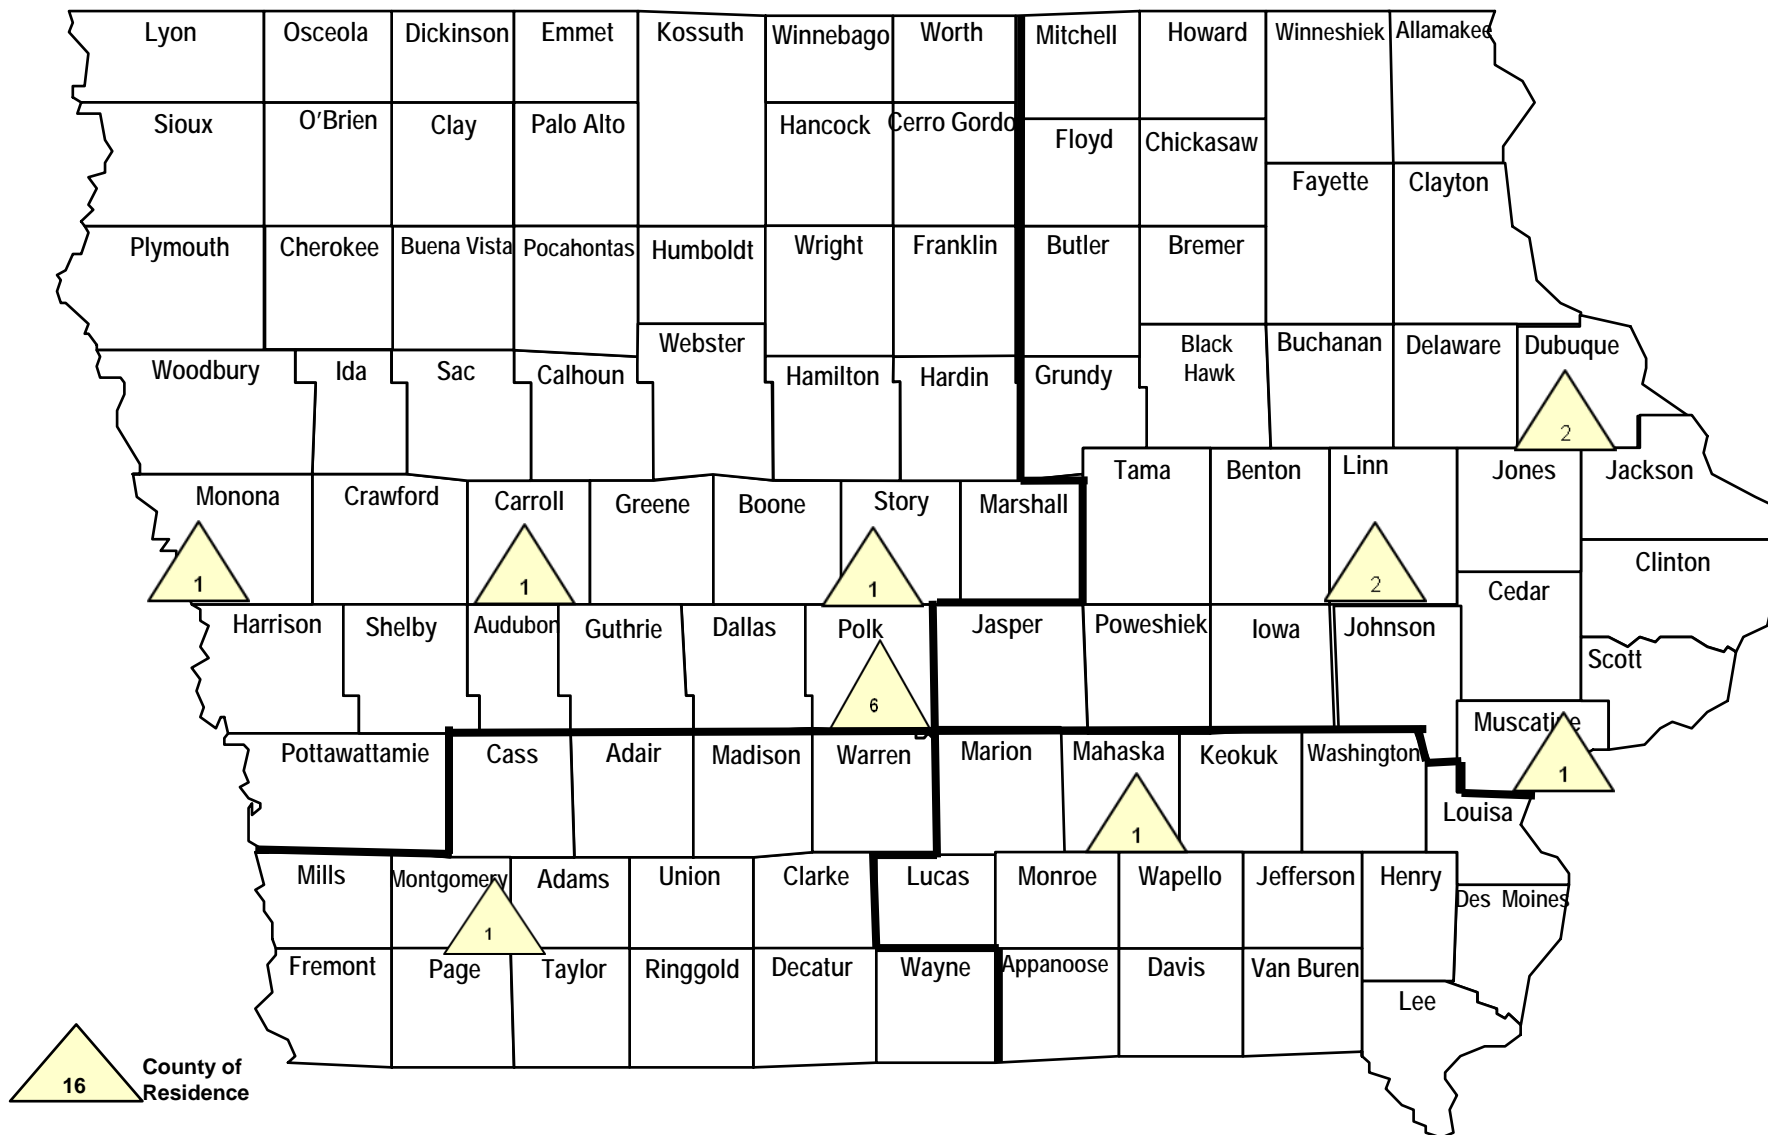 Lyon
Osceola
Dickinson
Emmet
Kossuth
Winnebago
Worth
Mitchell
Howard
Winneshiek
Allamakee
Sioux
O'Brien
Clay
Palo Alto
Hancock
Cerro Gordo
Floyd
Chickasaw
Fayette
Clayton
Plymouth
Cherokee
Buena Vista
Pocahontas
Humboldt
Wright
Franklin
Butler
Bremer
Woodbury
Ida
Sac
Calhoun
Webster
Hamilton
Hardin
Grundy
Black
Hawk
Buchanan
Delaware
Dubuque
2
Monona
1
Crawford
Carroll
1
Greene
Boone
Story
1
Marshall
Tama
Benton
Linn
2
Jones
Jackson
Clinton
Cedar
Harrison
Shelby
Audubon
Guthrie
Dallas
Polk
6
Jasper
Poweshiek
Iowa
Johnson
Scott
Muscatine
1
Pottawattamie
Cass
Adair
Madison
Warren
Marion
Mahaska
1
Keokuk
Washington
Louisa
Mills
Montgomery
1
Adams
Union
Clarke
Lucas
Monroe
Wapello
Jefferson
Henry
Des Moines
Fremont
Page
Taylor
Ringgold
Decatur
Wayne
Appanoose
Davis
Van Buren
Lee
16
County of
Residence